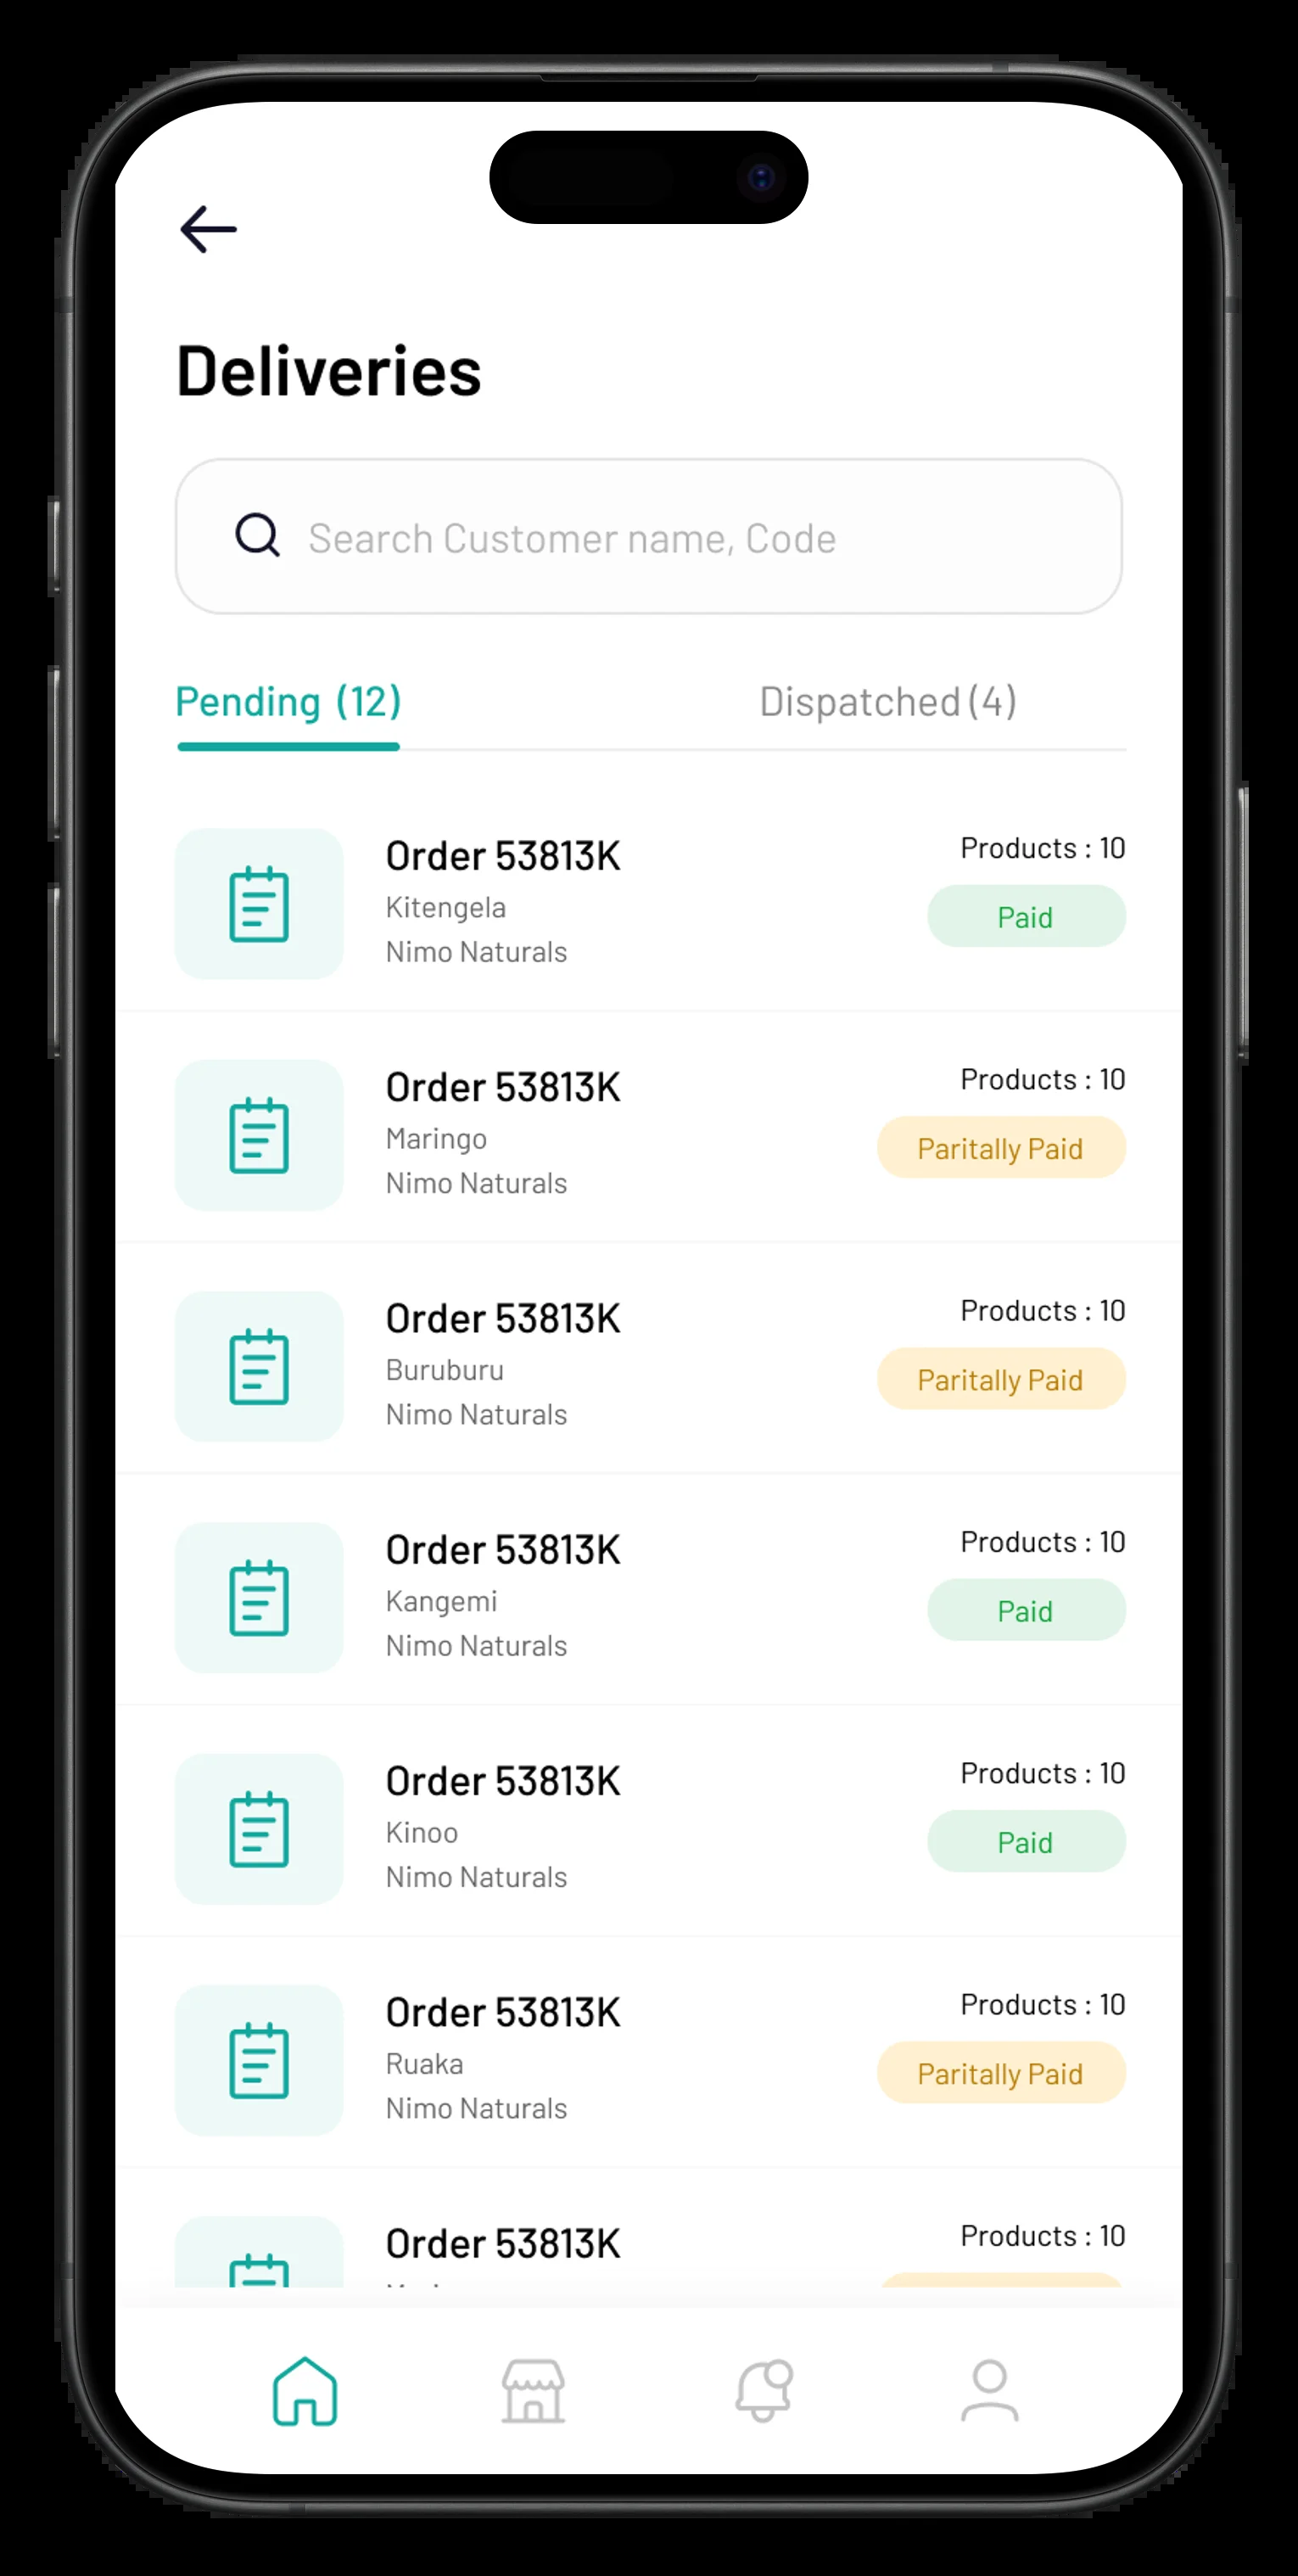 Deliveries
Search Customer name, Code
Pending (12)
Dispatched (4)
Order 53813K
Products : 10
Kitengela
Paid
Nimo Naturals
Order 53813K
Products : 10
Maringo
Paritally Paid
Nimo Naturals
Order 53813K
Products : 10
Buruburu
Paritally Paid
Nimo Naturals
Order 53813K
Products : 10
Kangemi
Paid
Nimo Naturals
Order 53813K
Products : 10
Kinoo
Paid
Nimo Naturals
Order 53813K
Products : 10
Ruaka
Paritally Paid
Nimo Naturals
Order 53813K
Products : 10